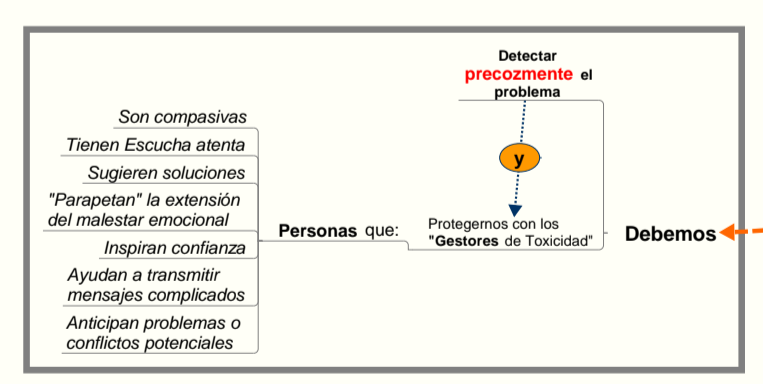 Detectar
precozmente el
problema
y
Protegernos con los
"Gestores de Toxicidad"
Debemos
Personas que:
Son compasivas
Tienen Escucha atenta
Sugieren soluciones
"Parapetan" la extensión
del malestar emocional
Inspiran confianza
Ayudan a transmitir
mensajes complicados
Anticipan problemas o
conflictos potenciales